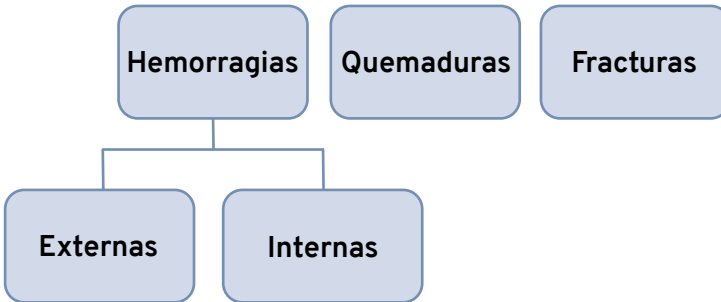 Hemorragias
Quemaduras
Fracturas
Externas
Internas